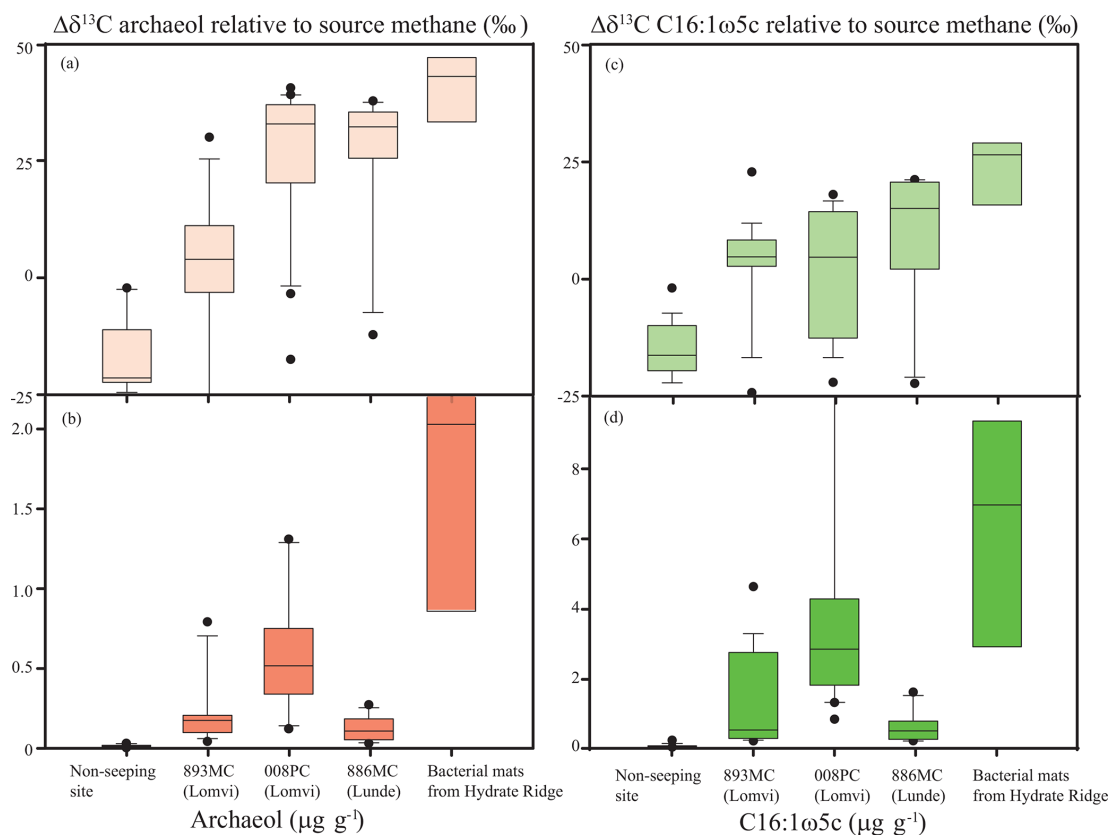 Δδ¹³C archaeol relative to source methane (‰)
(a)
50
25
0
-25
(b)
2.0
1.5
1.0
0.5
0
Non-seeping
site
893MC
(Lomvi)
008PC
(Lomvi)
886MC
(Lunde)
Bacterial mats
from Hydrate Ridge
Archaeol (μg g⁻¹)
Δδ¹³C C16:1ω5c relative to source methane (‰)
(c)
50
25
0
-25
(d)
8
6
4
2
0
Non-seeping
site
893MC
(Lomvi)
008PC
(Lomvi)
886MC
(Lunde)
Bacterial mats
from Hydrate Ridge
C16:1ω5c (μg g⁻¹)